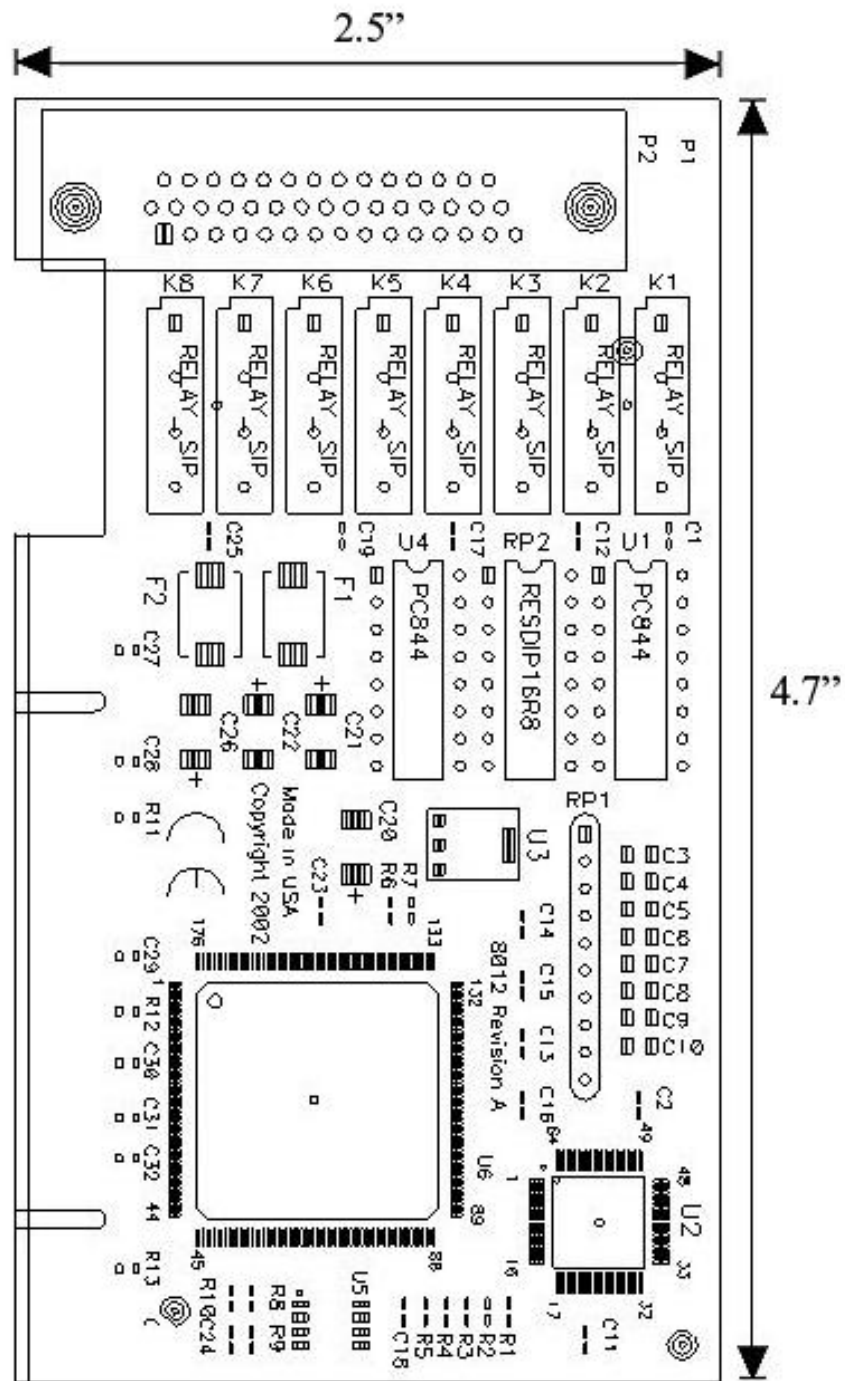 2.5”
P2 P1
K8 K7 K6 K5 K4 K3 K2 K1
RELAY SIP RELAY SIP RELAY SIP RELAY SIP RELAY SIP RELAY SIP RELAY SIP RELAY SIP
C25 C19 U4 C17 RP2 C12 U1 C1
F2 F1 PC844 RESDIP16R8 PC844
C27
4.7”
C26 C22 C21
C28
RP1
R11 Made in USA C20 U3
Copyright 2002
C3
C4
C5
C6
C7
C8
C9
C10
C23 R6 R7
176 133
C14
C29 1 132 8012 Revision A C15
R12
C30 C13
C31 C16 C2
64 49
C32 U6 1 48 U2
44 89
45 88 16 33
R13 17 32
R10 C24 R8 R9 U5 C18 R5 R4 R3 R2 R1 C11
C